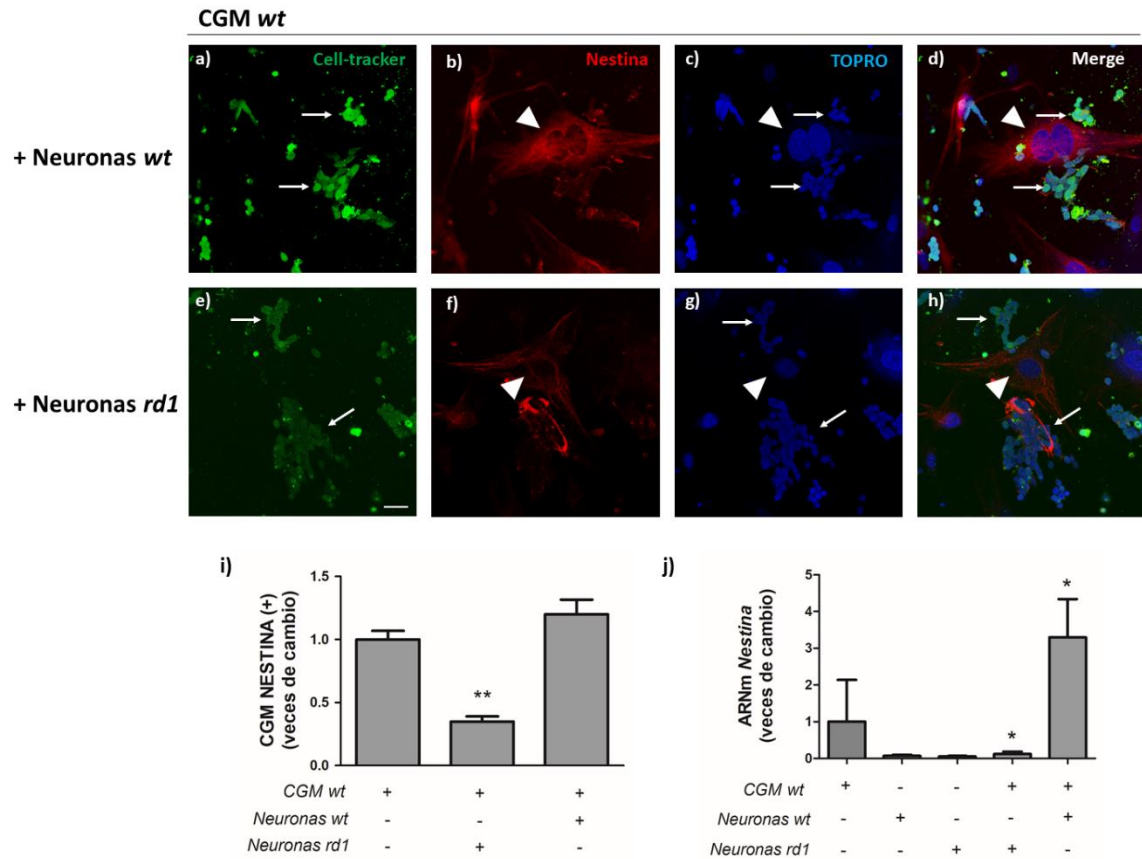 CGM wt
a) Cell-tracker b) Nestina c) TOPRO d) Merge
+ Neuronas wt
e) f) g) h)
+ Neuronas rd1
i)
CGM NESTINA (+)
(veces de cambio)
1.5
1.0
0.5
0.0
**
CGM wt + + +
Neuronas wt - - +
Neuronas rd1 - + -
j)
ARNm Nestina
(veces de cambio)
5
4
3
2
1
0
*
*
CGM wt + - - + +
Neuronas wt - + - - +
Neuronas rd1 - - + + -